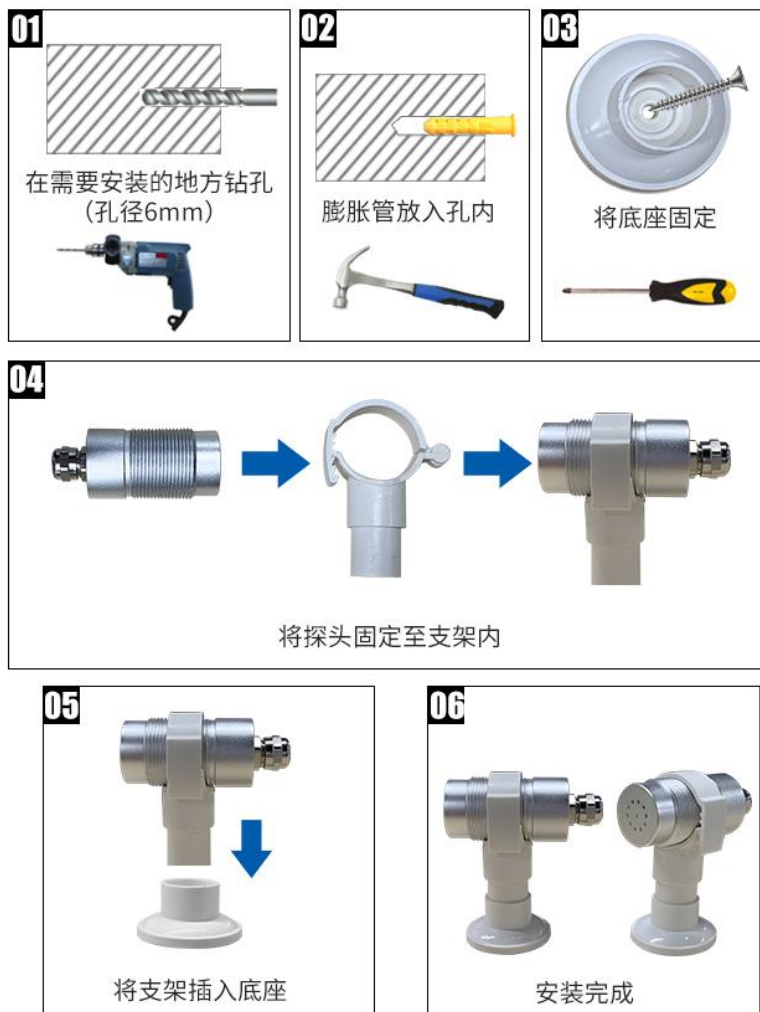 01
在需要安装的地方钻孔
（孔径6mm）
02
膨胀管放入孔内
03
将底座固定
04
将探头固定至支架内
05
将支架插入底座
06
安装完成